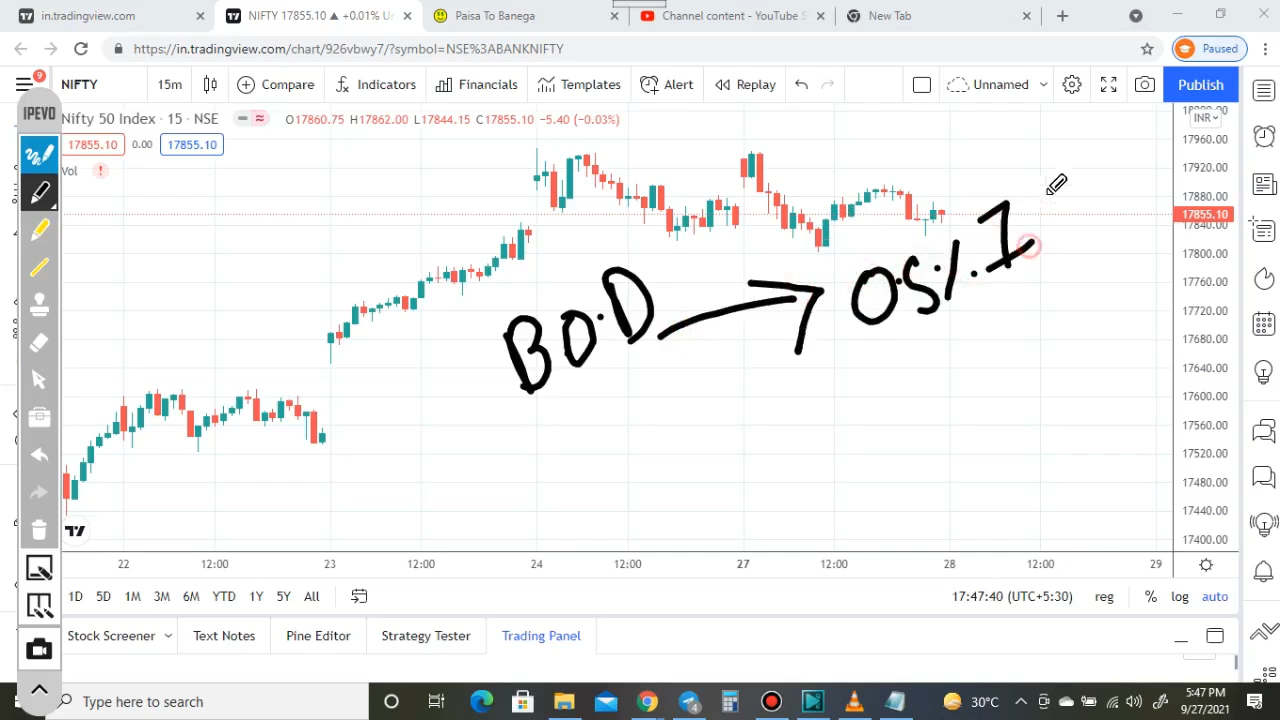 in.tradingview.com
NIFTY 17855.10 ▲ +0.01% Un
Paisa To Banega
Channel content - YouTube S
New Tab
https://in.tradingview.com/chart/926vbwy7/?symbol=NSE%3ABANKNIFTY
Paused
9
NIFTY
15m
Compare
Indicators
Financials
Templates
Alert
Replay
Unnamed
Publish
IPEVO
Nifty 50 Index · 15 · NSE
O17860.75 H17862.00 L17844.15 C17855.10 −5.40 (−0.03%)
INR
17855.10 0.00 17855.10
Vol
17960.00
17920.00
17880.00
17855.10
17840.00
17800.00
17760.00
17720.00
17680.00
17640.00
17600.00
17560.00
17520.00
17480.00
17440.00
17400.00
B O.D
0.5.1.
22 12:00 23 12:00 24 12:00 27 12:00 28 12:00 29
1D 5D 1M 3M 6M YTD 1Y 5Y All
17:47:40 (UTC+5:30) reg % log auto
Stock Screener
Text Notes
Pine Editor
Strategy Tester
Trading Panel
Type here to search
4
30°C
5:47 PM
9/27/2021